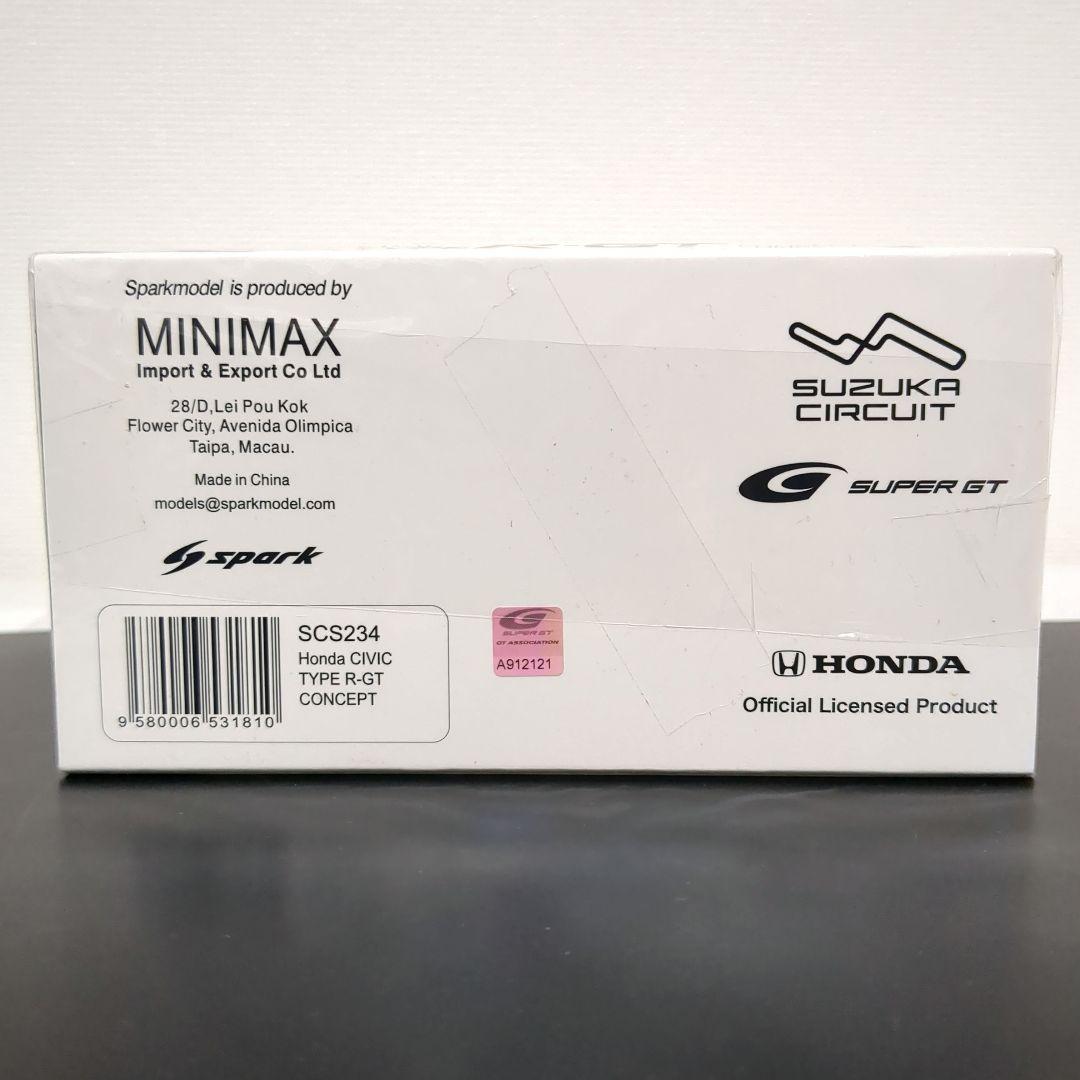 Sparkmodel is produced by
MINIMAX
Import & Export Co Ltd
28/D,Lei Pou Kok
Flower City, Avenida Olimpica
Taipa, Macau.
Made in China
models@sparkmodel.com
spark
SCS234
Honda CIVIC
TYPE R-GT
CONCEPT
9 580006 531810
SUPER GT
GT ASSOCIATION
A912121
SUZUKA
CIRCUIT
SUPER GT
HONDA
Official Licensed Product